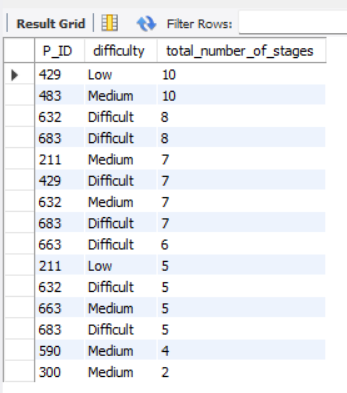 Result Grid Filter Rows:
P_ID difficulty total_number_of_stages
429 Low 10
483 Medium 10
632 Difficult 8
683 Difficult 8
211 Medium 7
429 Difficult 7
632 Medium 7
683 Difficult 7
663 Difficult 6
211 Low 5
632 Difficult 5
663 Medium 5
683 Difficult 5
590 Medium 4
300 Medium 2